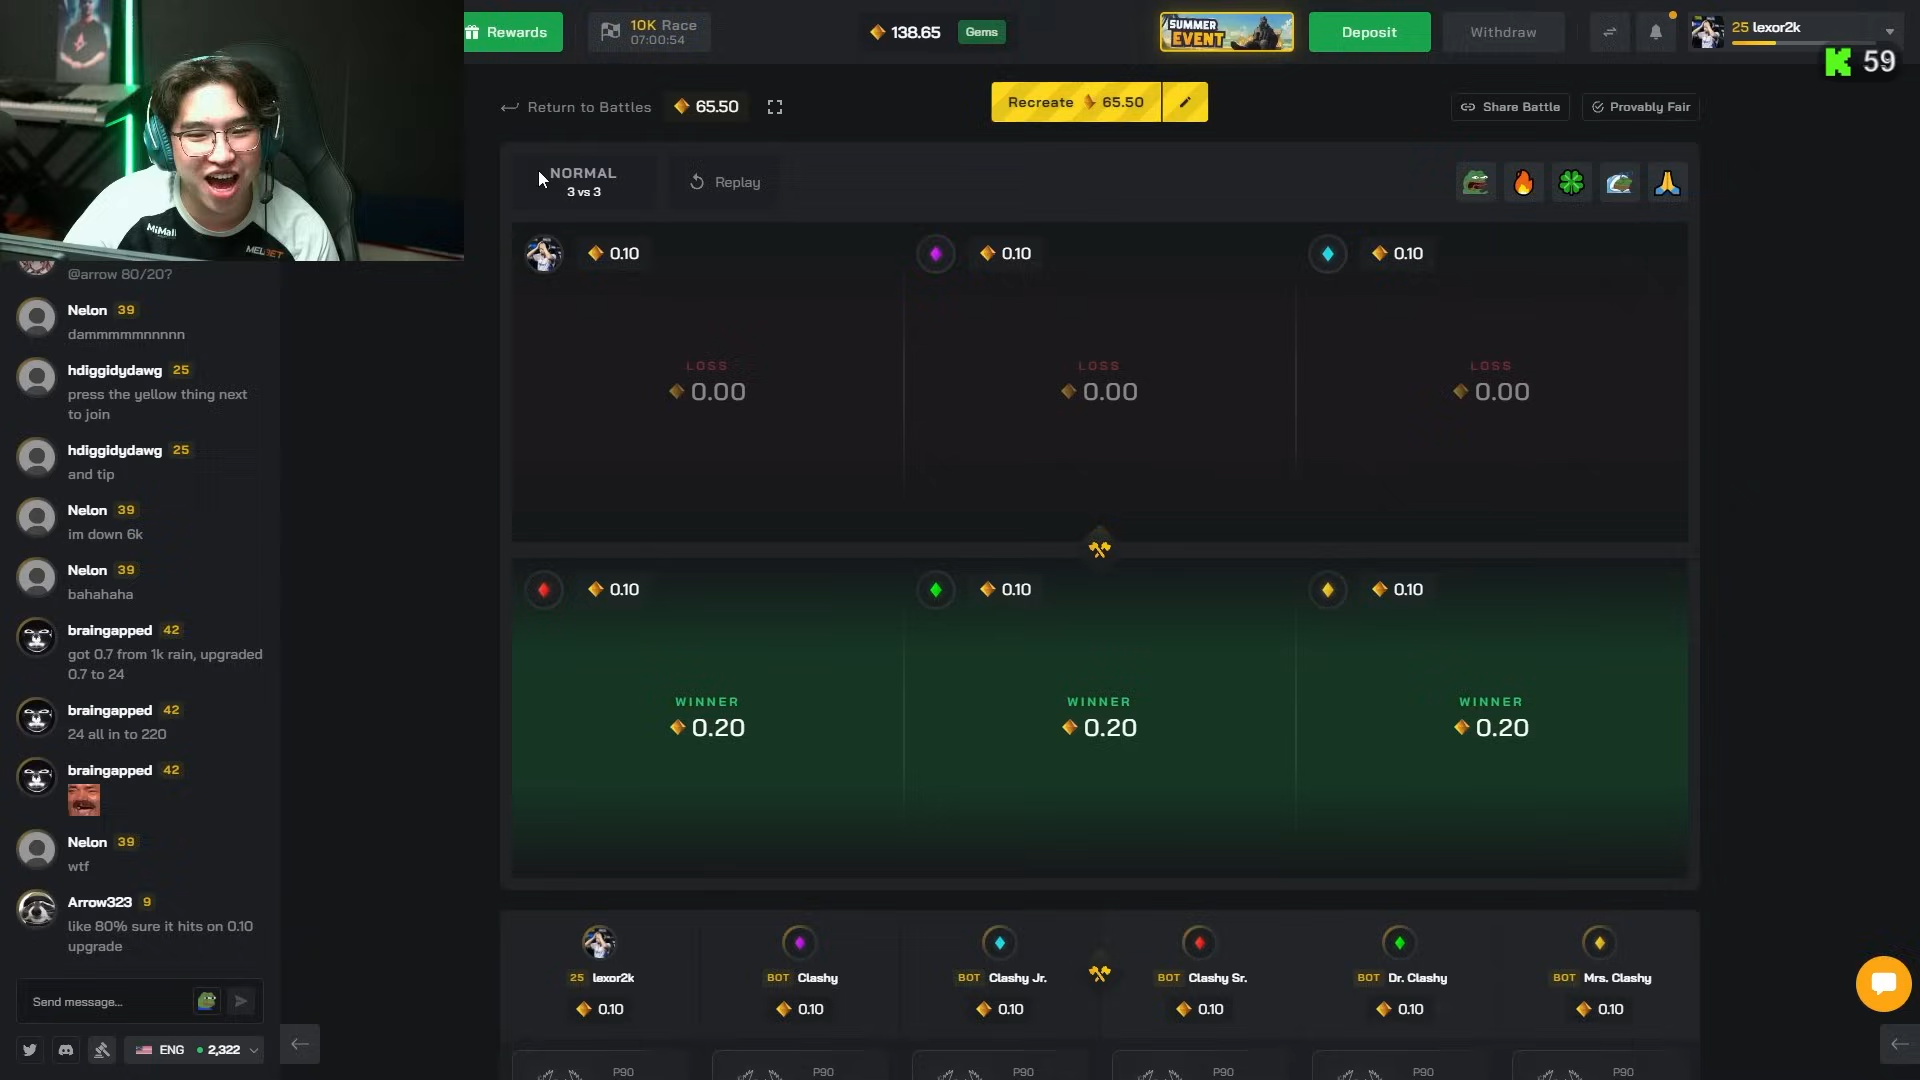 Rewards
10K Race
07:00:54
138.65
Gems
SUMMER
EVENT
Deposit
Withdraw
25 lexor2k
K 59
Return to Battles
65.50
Recreate 65.50
Share Battle
Provably Fair
NORMAL
3 vs 3
Replay
MiMall
MELBET
0.10
0.10
0.10
LOSS
0.00
LOSS
0.00
LOSS
0.00
0.10
0.10
0.10
WINNER
0.20
WINNER
0.20
WINNER
0.20
@arrow 80/20?
Nelon 39
dammmmmnnnnn
hdiggidydawg 25
press the yellow thing next
to join
hdiggidydawg 25
and tip
Nelon 39
im down 6k
Nelon 39
bahahaha
braingapped 42
got 0.7 from 1k rain, upgraded
0.7 to 24
braingapped 42
24 all in to 220
braingapped 42
Nelon 39
wtf
Arrow323 9
like 80% sure it hits on 0.10
upgrade
Send message...
ENG 2,322
25 lexor2k
0.10
BOT Clashy
0.10
BOT Clashy Jr.
0.10
BOT Clashy Sr.
0.10
BOT Dr. Clashy
0.10
BOT Mrs. Clashy
0.10
P90
P90
P90
P90
P90
P90